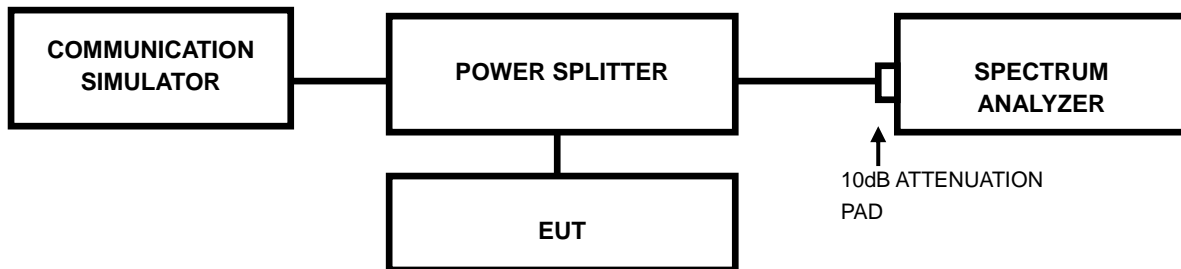 COMMUNICATION
SIMULATOR
POWER SPLITTER
SPECTRUM
ANALYZER
10dB ATTENUATION
PAD
EUT